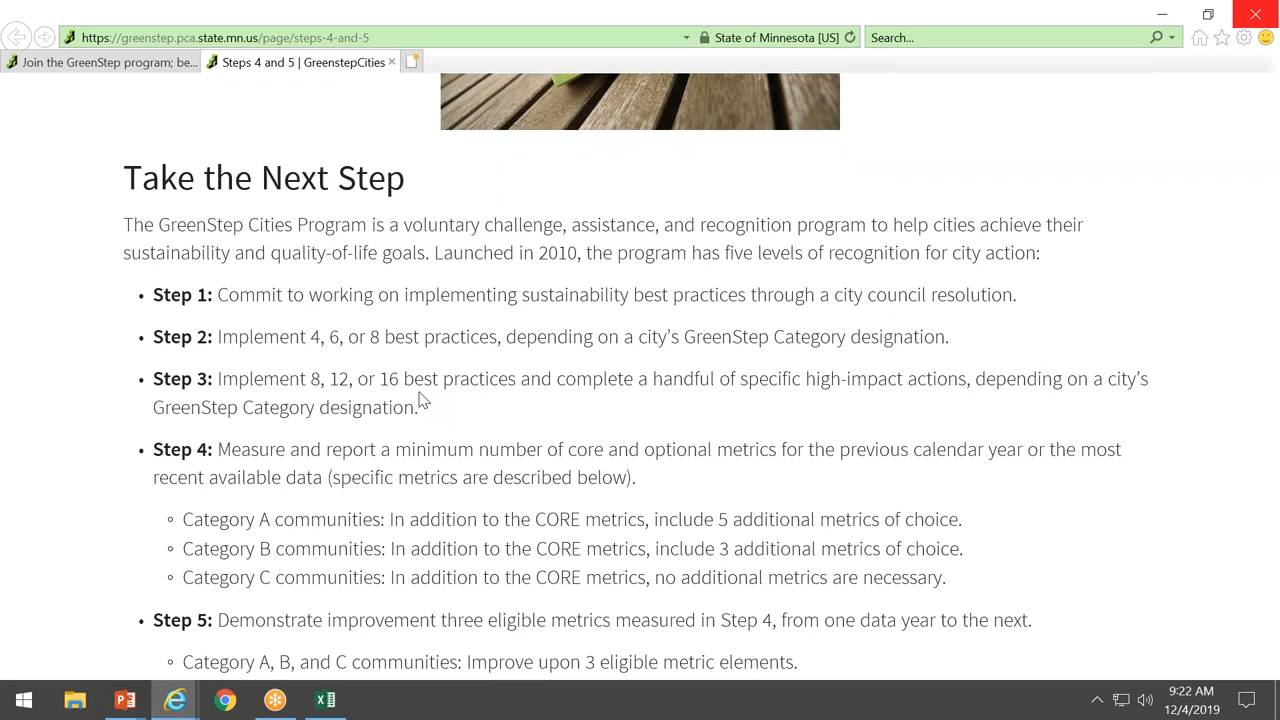 https://greenstep.pca.state.mn.us/page/steps-4-and-5
State of Minnesota [US]
Search...
Join the GreenStep program; be...
Steps 4 and 5 | GreenstepCities
Take the Next Step
The GreenStep Cities Program is a voluntary challenge, assistance, and recognition program to help cities achieve their
sustainability and quality-of-life goals. Launched in 2010, the program has five levels of recognition for city action:
• Step 1: Commit to working on implementing sustainability best practices through a city council resolution.
• Step 2: Implement 4, 6, or 8 best practices, depending on a city’s GreenStep Category designation.
• Step 3: Implement 8, 12, or 16 best practices and complete a handful of specific high-impact actions, depending on a city’s
GreenStep Category designation.
• Step 4: Measure and report a minimum number of core and optional metrics for the previous calendar year or the most
recent available data (specific metrics are described below).
◦ Category A communities: In addition to the CORE metrics, include 5 additional metrics of choice.
◦ Category B communities: In addition to the CORE metrics, include 3 additional metrics of choice.
◦ Category C communities: In addition to the CORE metrics, no additional metrics are necessary.
• Step 5: Demonstrate improvement three eligible metrics measured in Step 4, from one data year to the next.
◦ Category A, B, and C communities: Improve upon 3 eligible metric elements.
9:22 AM
12/4/2019